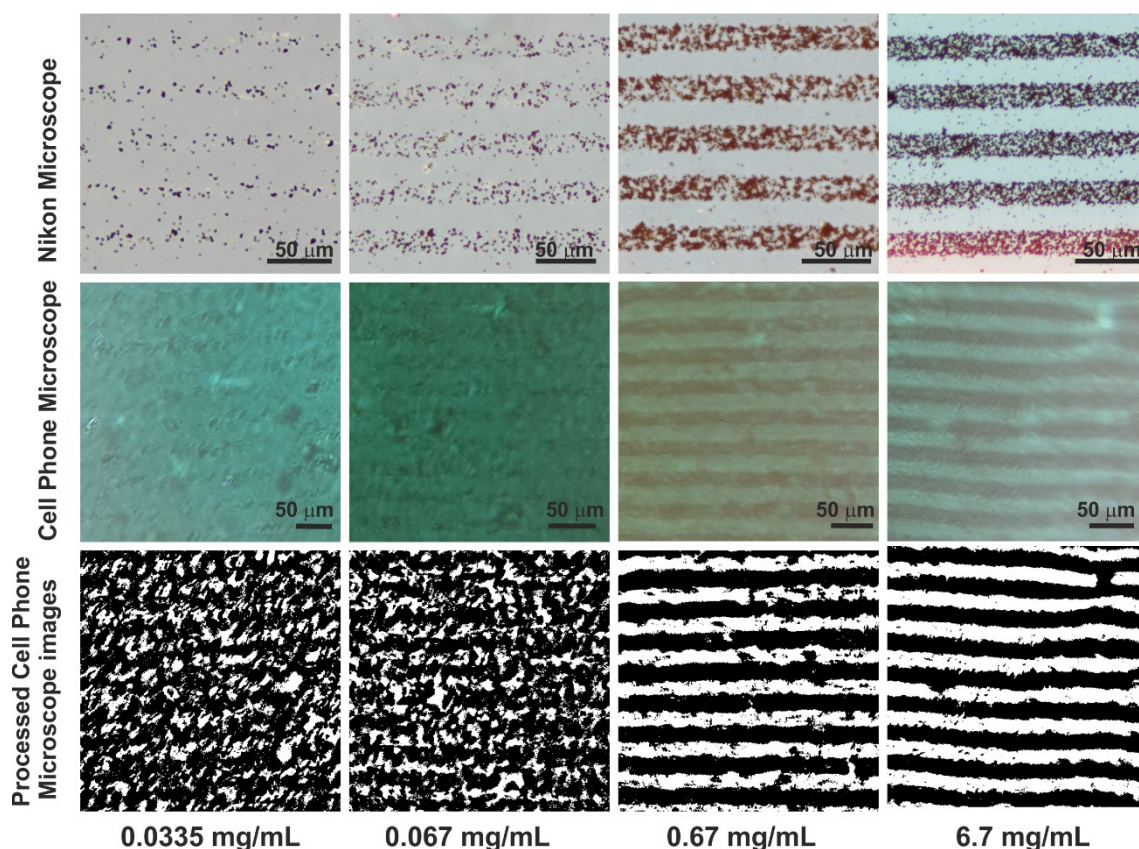 Nikon Microscope
50 μm
50 μm
50 μm
50 μm
Cell Phone Microscope
50 μm
50 μm
50 μm
50 μm
Processed Cell Phone
Microscope images
0.0335 mg/mL
0.067 mg/mL
0.67 mg/mL
6.7 mg/mL